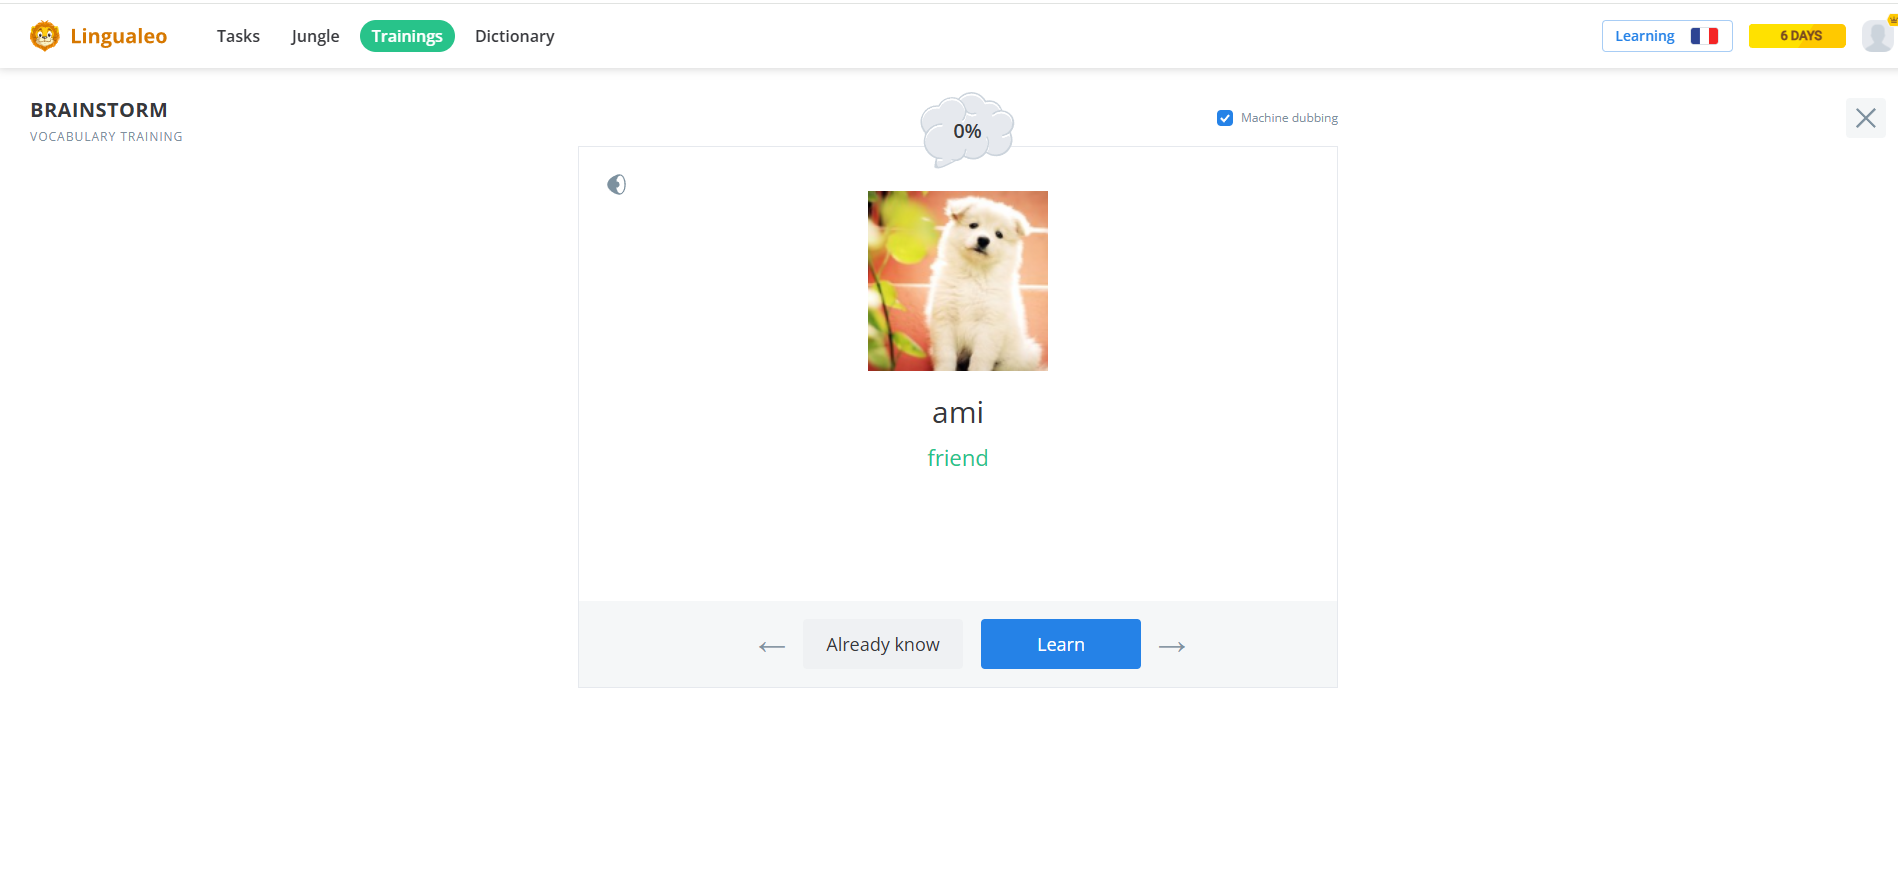 Lingualeo
Tasks
Jungle
Trainings
Dictionary
Learning
6 DAYS
BRAINSTORM
VOCABULARY TRAINING
0%
Machine dubbing
ami
friend
← Already know
Learn →